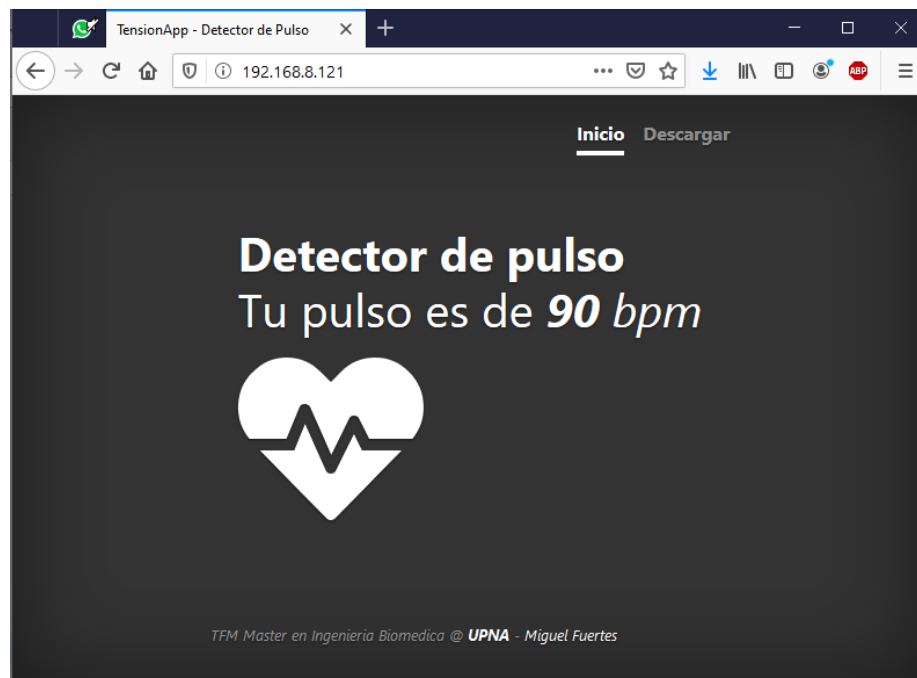 TensionApp - Detector de Pulso
192.168.8.121
ABP
Inicio Descargar
Detector de pulso
Tu pulso es de 90 bpm
TFM Master en Ingenieria Biomedica @ UPNA - Miguel Fuertes